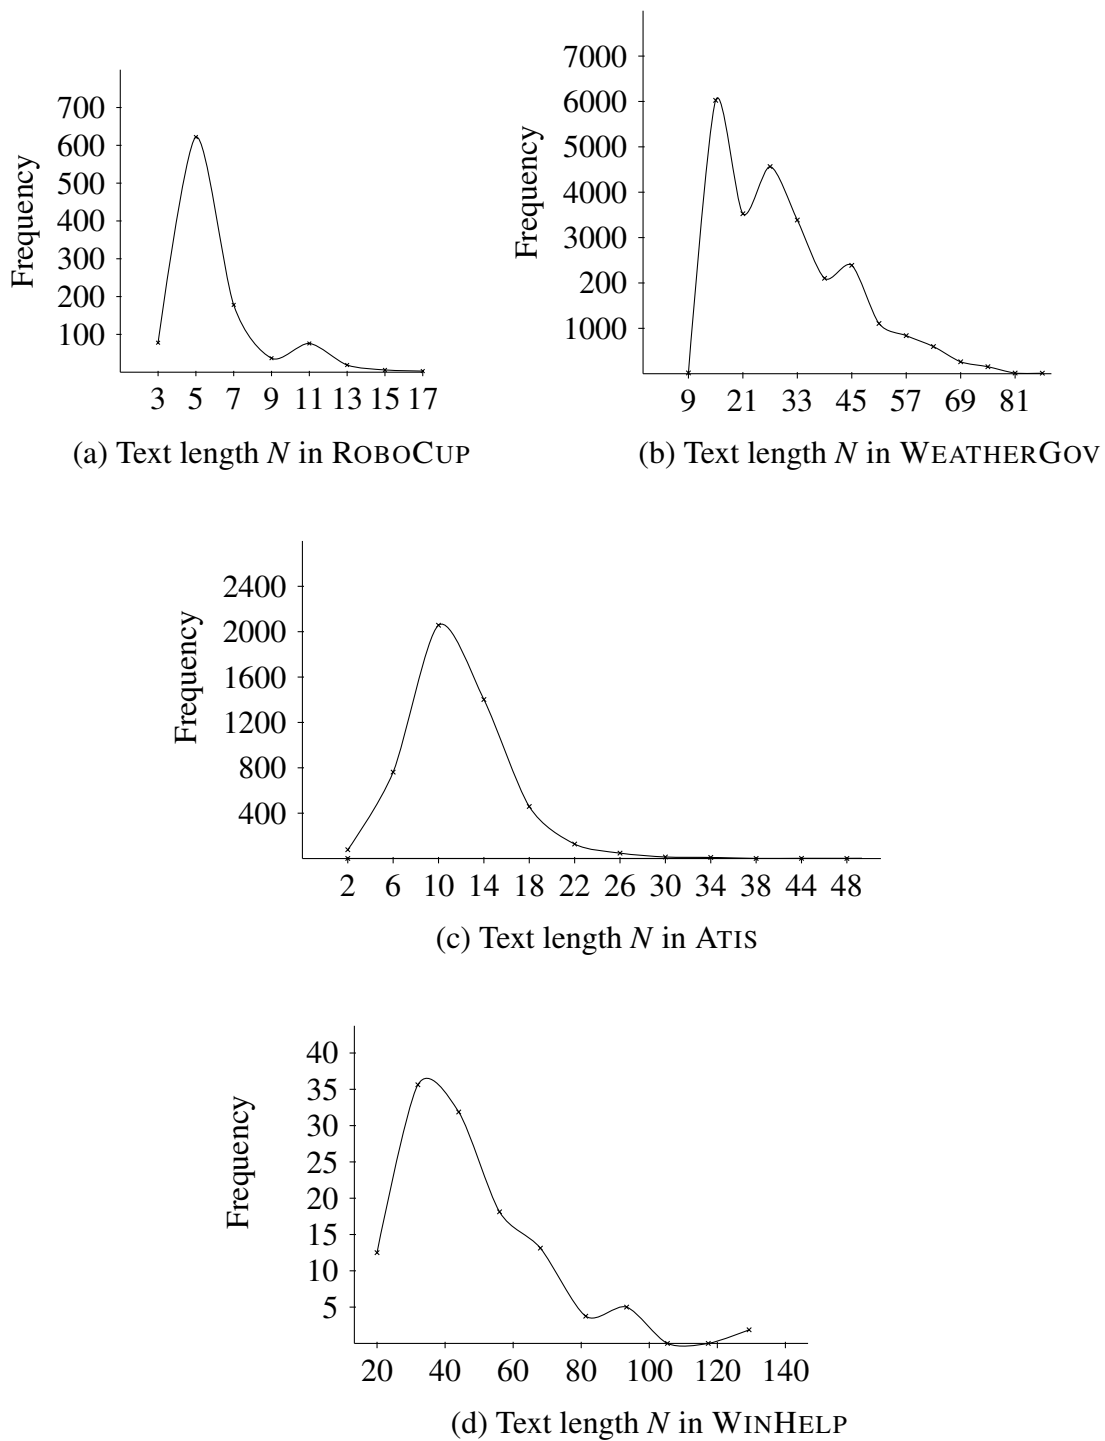 Frequency
700
600
500
400
300
200
100
3 5 7 9 11 13 15 17
(a) Text length N in ROBOCUP
Frequency
7000
6000
5000
4000
3000
200
1000
9 21 33 45 57 69 81
(b) Text length N in WEATHERGOV
Frequency
2400
2000
1600
1200
800
400
2 6 10 14 18 22 26 30 34 38 44 48
(c) Text length N in ATIS
Frequency
40
35
30
25
20
15
10
5
20 40 60 80 100 120 140
(d) Text length N in WINHELP